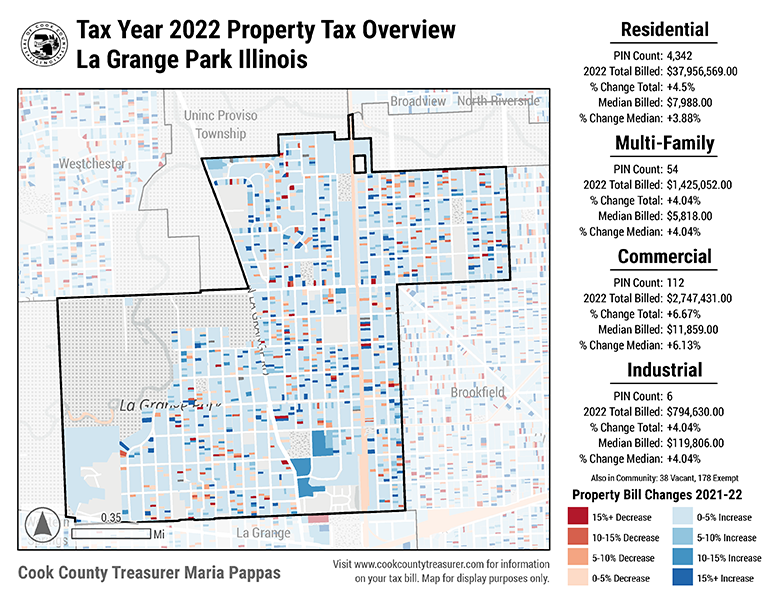 Tax Year 2022 Property Tax Overview
La Grange Park Illinois
Broadview
North Riverside
Uninc Proviso
Township
Westchester
Brookfield
La Grange
0.35
Mi
Residential
PIN Count: 4,342
2022 Total Billed: $37,956,569.00
% Change Total: +4.5%
Median Billed: $7,988.00
% Change Median: +3.88%
Multi-Family
PIN Count: 54
2022 Total Billed: $1,425,052.00
% Change Total: +4.04%
Median Billed: $5,818.00
% Change Median: +4.04%
Commercial
PIN Count: 112
2022 Total Billed: $2,747,431.00
% Change Total: +6.67%
Median Billed: $11,859.00
% Change Median: +6.13%
Industrial
PIN Count: 6
2022 Total Billed: $794,630.00
% Change Total: +4.04%
Median Billed: $119,806.00
% Change Median: +4.04%
Also in Community: 38 Vacant, 178 Exempt
Property Bill Changes 2021-22
15%+ Decrease
10-15% Decrease
5-10% Decrease
0-5% Decrease
0-5% Increase
5-10% Increase
10-15% Increase
15%+ Increase
Cook County Treasurer Maria Pappas
Visit www.cookcountytreasurer.com for information
on your tax bill. Map for display purposes only.